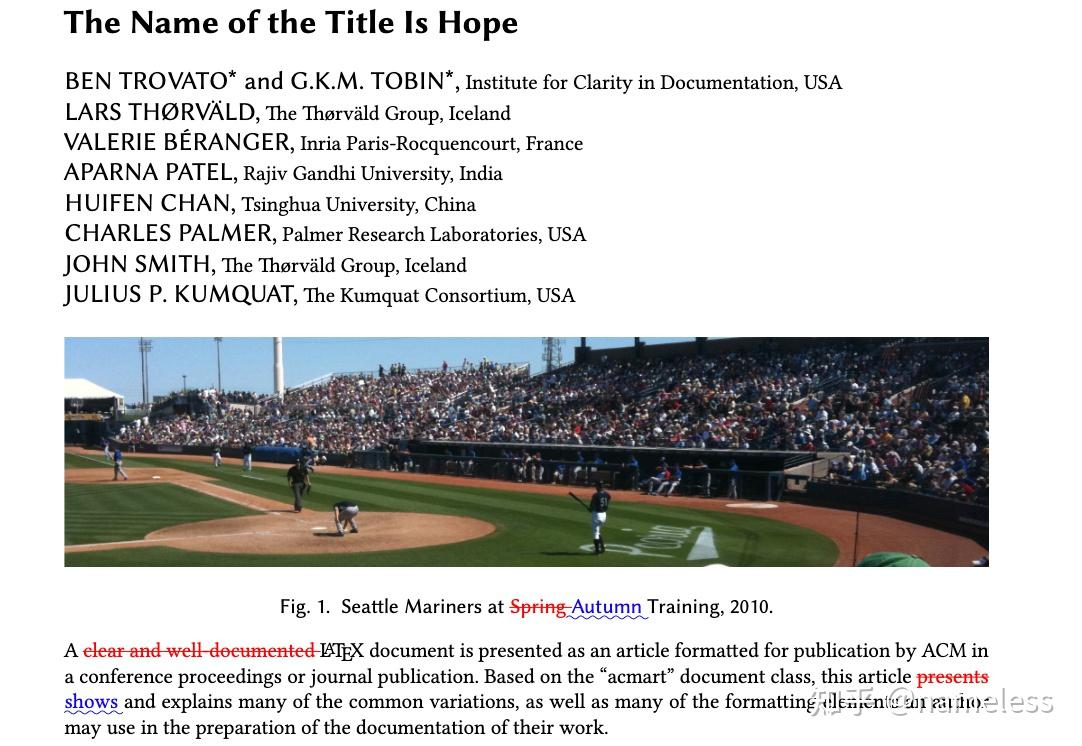 The Name of the Title Is Hope
BEN TROVATO* and G.K.M. TOBIN*, Institute for Clarity in Documentation, USA
LARS THØRVÄLD, The Thørväld Group, Iceland
VALERIE BÉRANGER, Inria Paris-Rocquencourt, France
APARNA PATEL, Rajiv Gandhi University, India
HUIFEN CHAN, Tsinghua University, China
CHARLES PALMER, Palmer Research Laboratories, USA
JOHN SMITH, The Thørväld Group, Iceland
JULIUS P. KUMQUAT, The Kumquat Consortium, USA
51
Fig. 1. Seattle Mariners at Spring Autumn Training, 2010.
A clear and well-documented LATEX document is presented as an article formatted for publication by ACM in
a conference proceedings or journal publication. Based on the “acmart” document class, this article presents
shows and explains many of the common variations, as well as many of the formatting elements an author
may use in the preparation of the documentation of their work.
知乎 @nameless